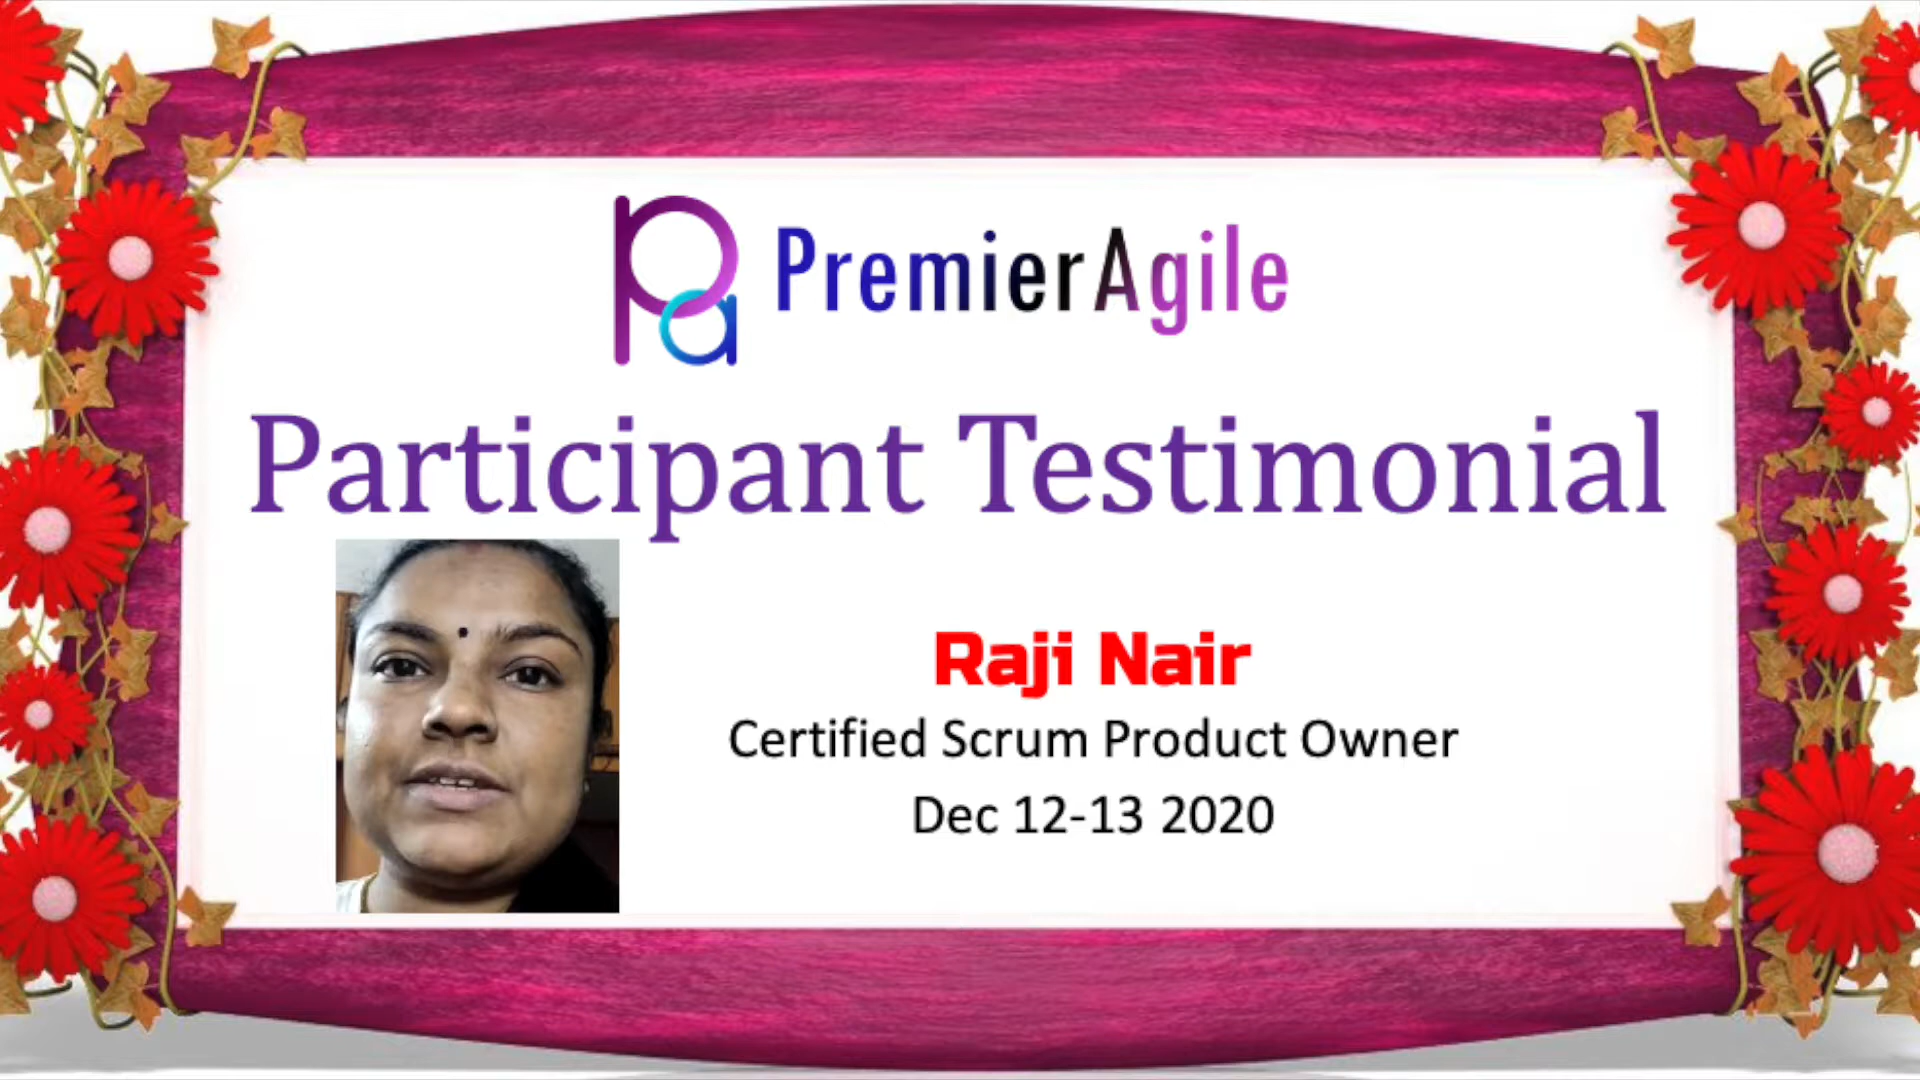 PremierAgile
Participant Testimonial
Raji Nair
Certified Scrum Product Owner
Dec 12-13 2020